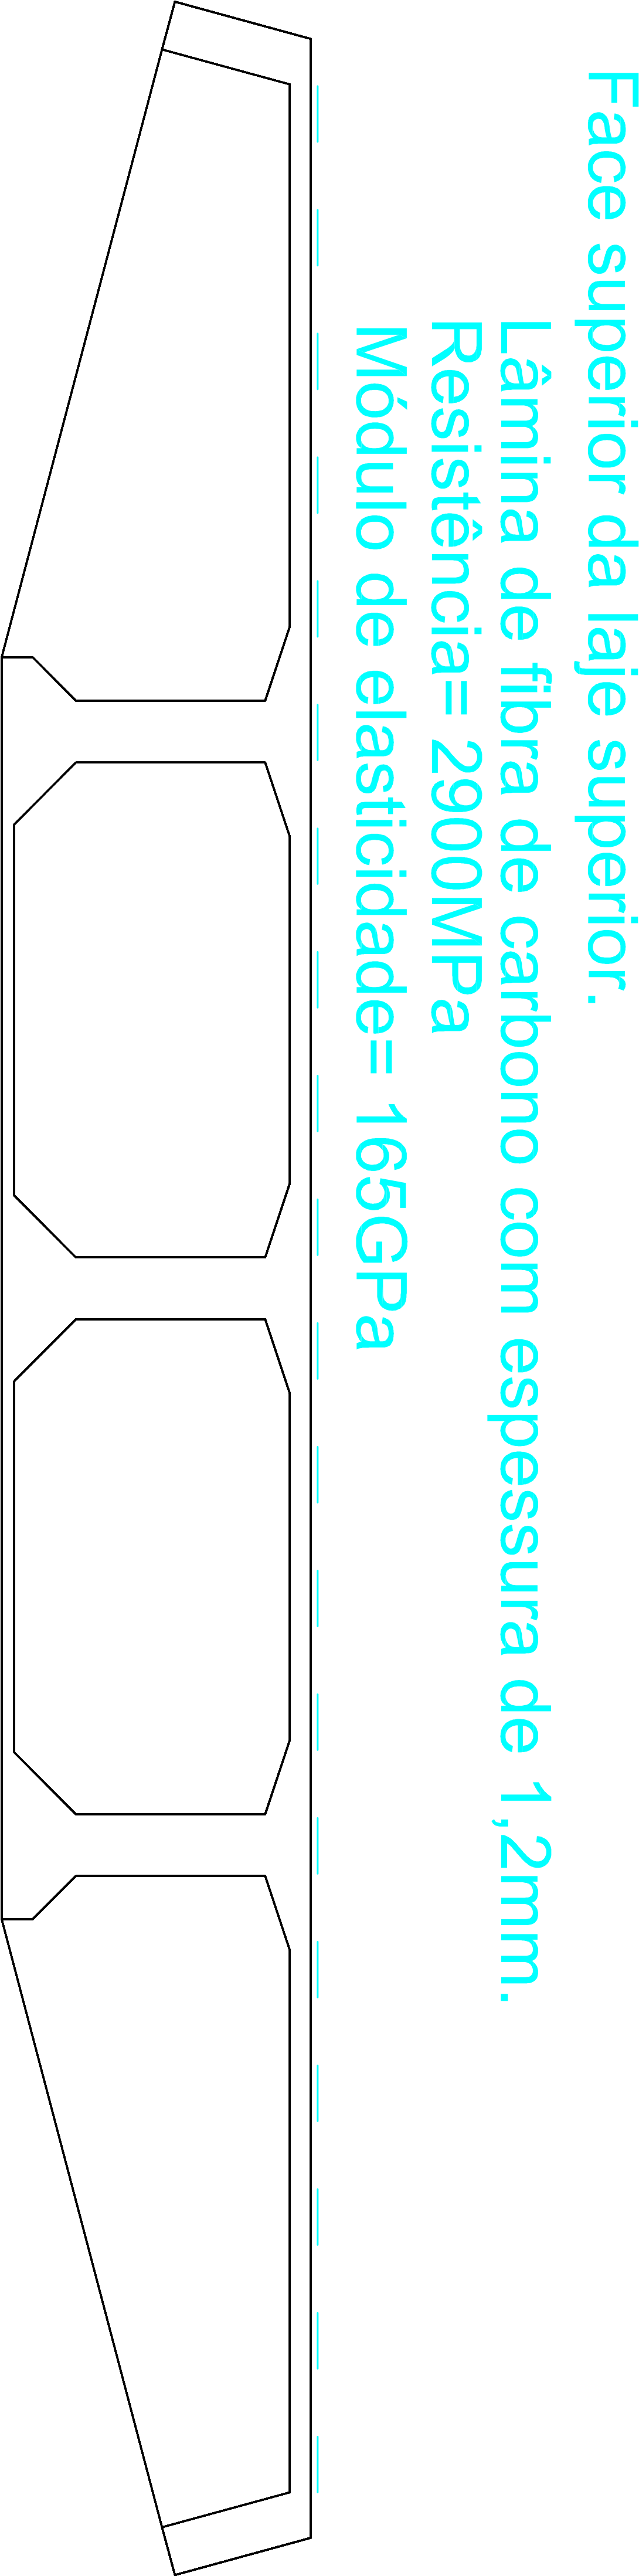 Face superior da laje superior.
Lâmina de fibra de carbono com espessura de 1,2mm.
Resistência= 2900MPa
Módulo de elasticidade= 165GPa